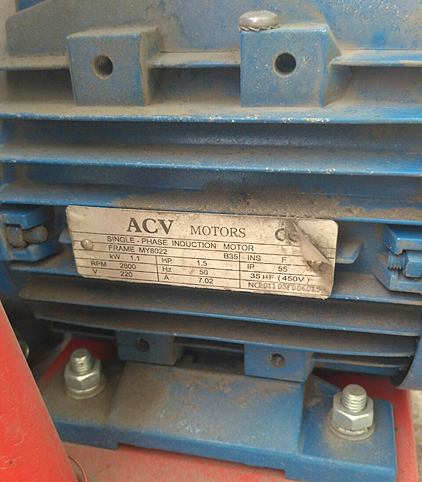 ACV MOTORS CE
SINGLE-PHASE INDUCTION MOTOR
FRAME MY8022 B35 INS F
kW 1.1 HP 1.5 IP 55
RPM 2800 Hz 50 35 µF (450V)
V 220 A 7.02